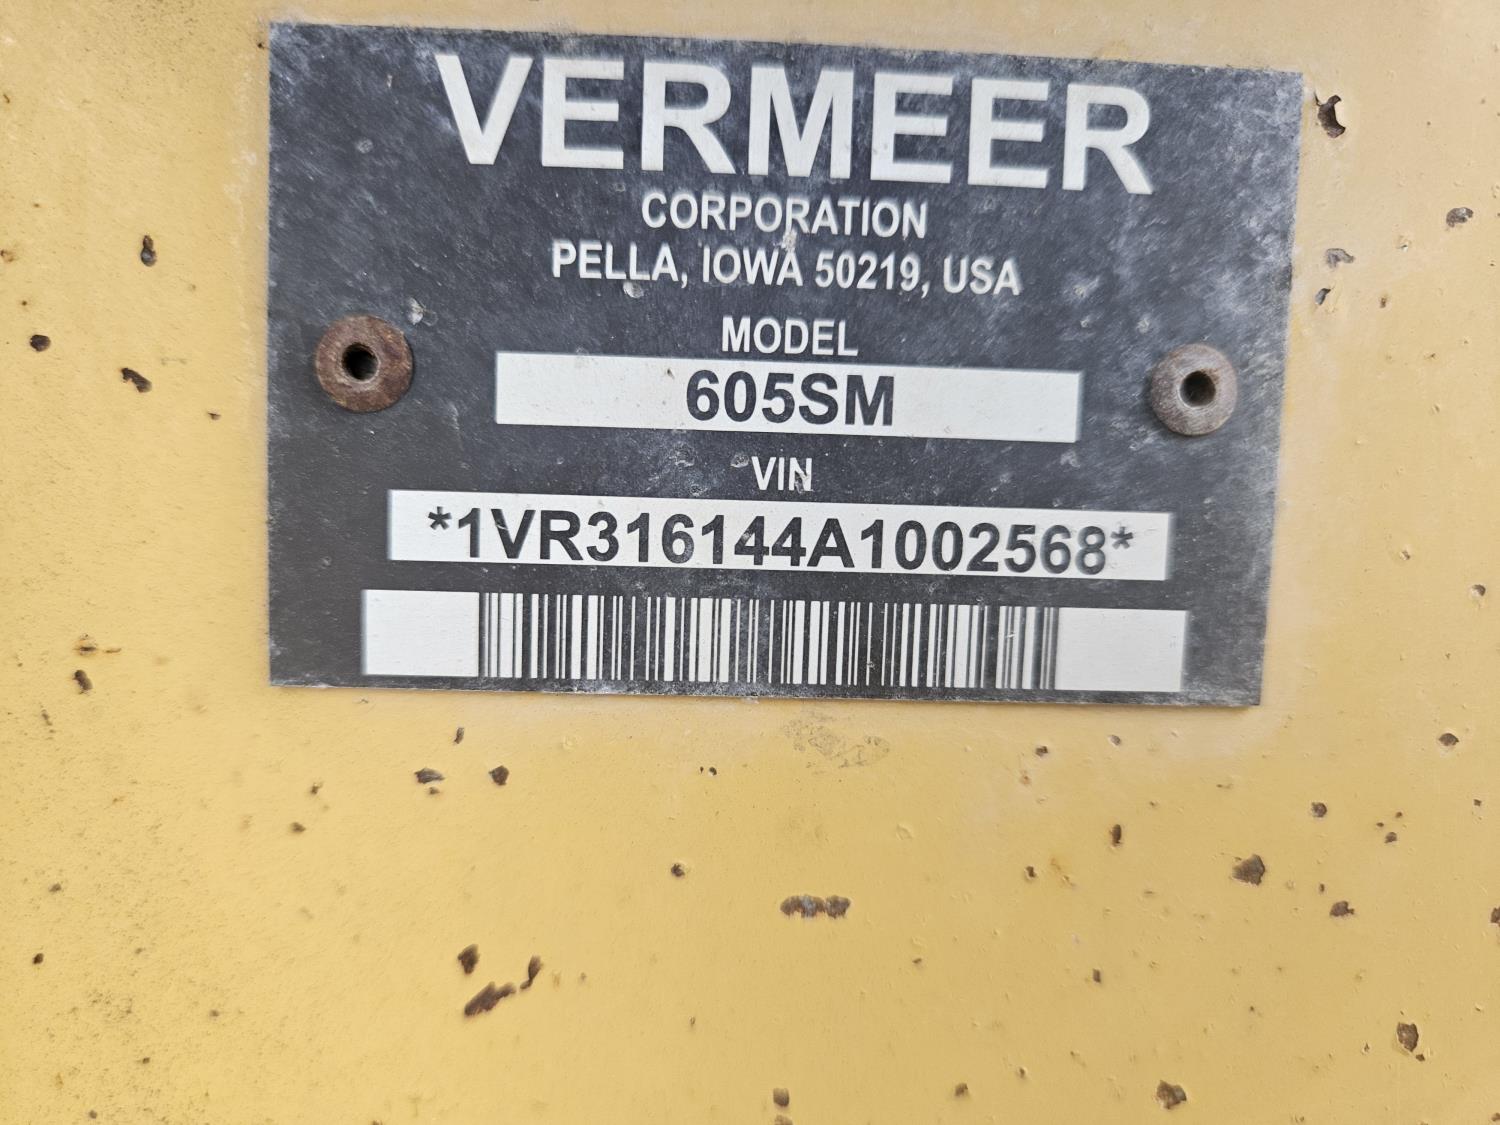 VERMEER
CORPORATION
PELLA, IOWA 50219, USA
MODEL
605SM
VIN
*1VR316144A1002568*